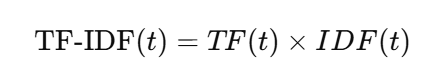 TF-IDF(t) = TF(t) × IDF(t)